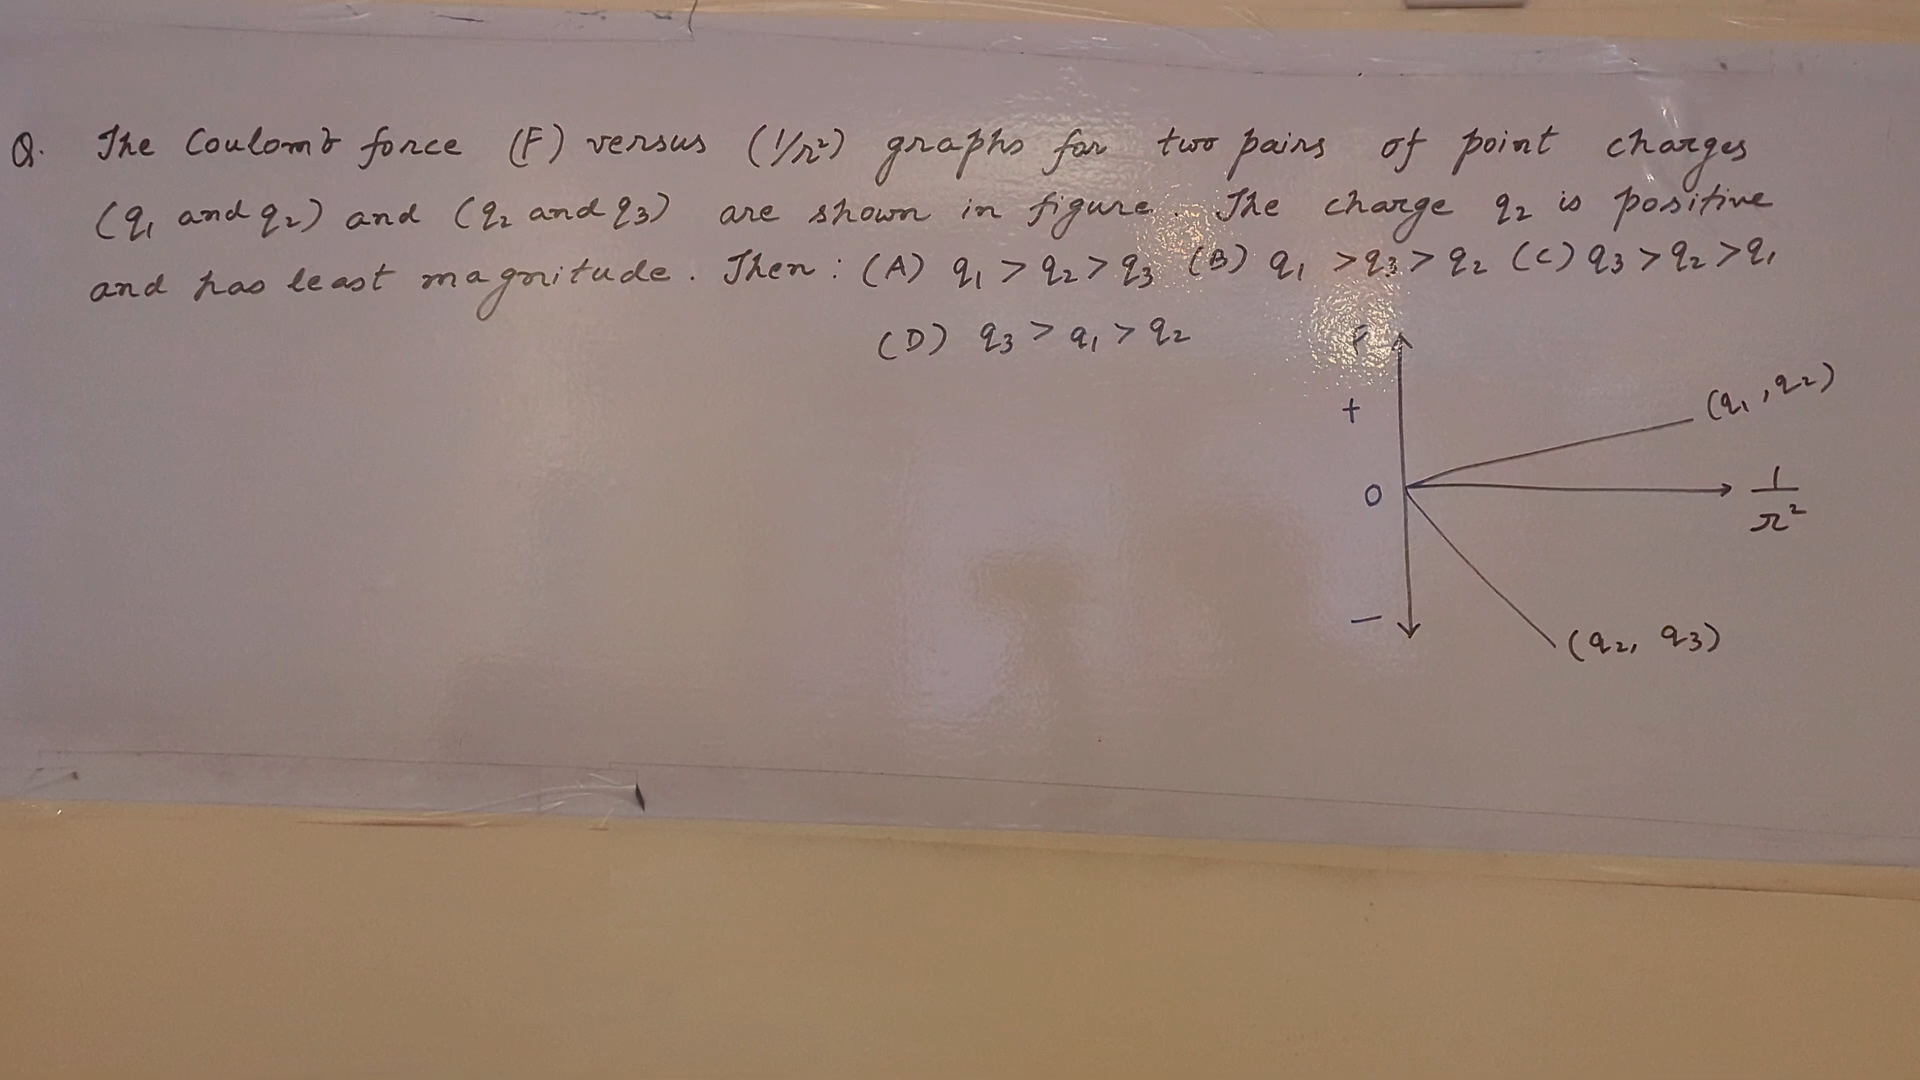 Q. The Coulomb force (F) versus (1/r²) graphs for two pairs of point charges
(q₁ and q₂) and (q₂ and q₃) are shown in figure. The charge q₂ is positive
and has least magnitude. Then : (A) q₁ > q₂ > q₃ (B) q₁ > q₃ > q₂ (C) q₃ > q₂ > q₁
(D) q₃ > q₁ > q₂
F
+
(q₁, q₂)
0
1/r²
−
(q₂, q₃)